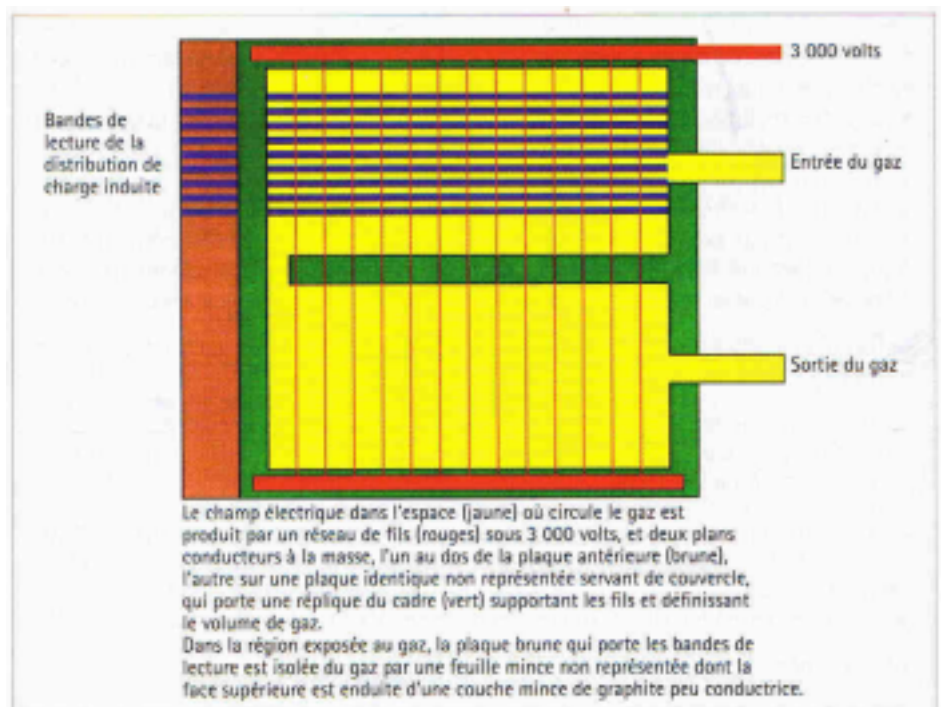 3 000 volts
Bandes de
lecture de la
distribution de
charge induite
Entrée du gaz
Sortie du gaz
Le champ électrique dans l'espace (jaune) où circule le gaz est
produit par un réseau de fils (rouges) sous 3 000 volts, et deux plans
conducteurs à la masse, l'un au dos de la plaque antérieure (brune),
l'autre sur une plaque identique non représentée servant de couvercle,
qui porte une réplique du cadre (vert) supportant les fils et définissant
le volume de gaz.
Dans la région exposée au gaz, la plaque brune qui porte les bandes de
lecture est isolée du gaz par une feuille mince non représentée dont la
face supérieure est enduite d'une couche mince de graphite peu conductrice.